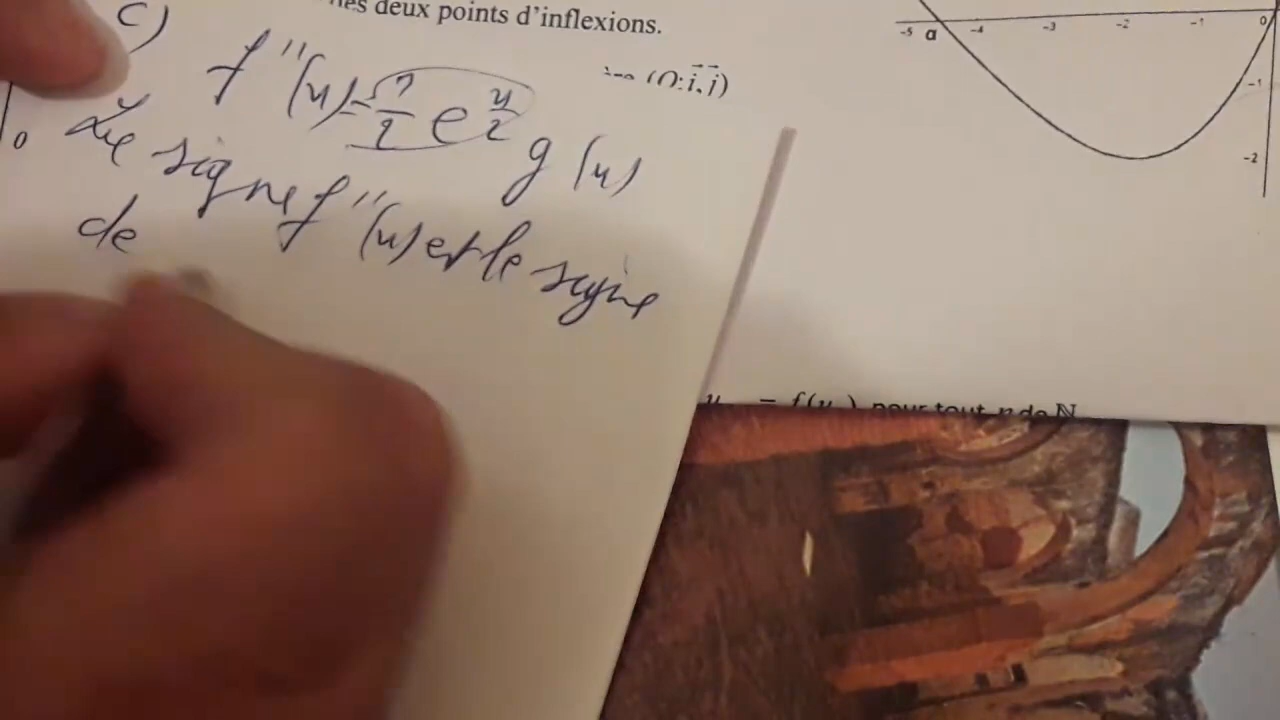 c)
deux points d'inflexions.
f''(x) = 1/2 e^{x/2} g(x)
(O; i, j)
Le signe f''(x) est le signe
de
-5 α -4 -3 -2 -1 0
-1
-2
= f(u ) pour tout n de ℕ
0